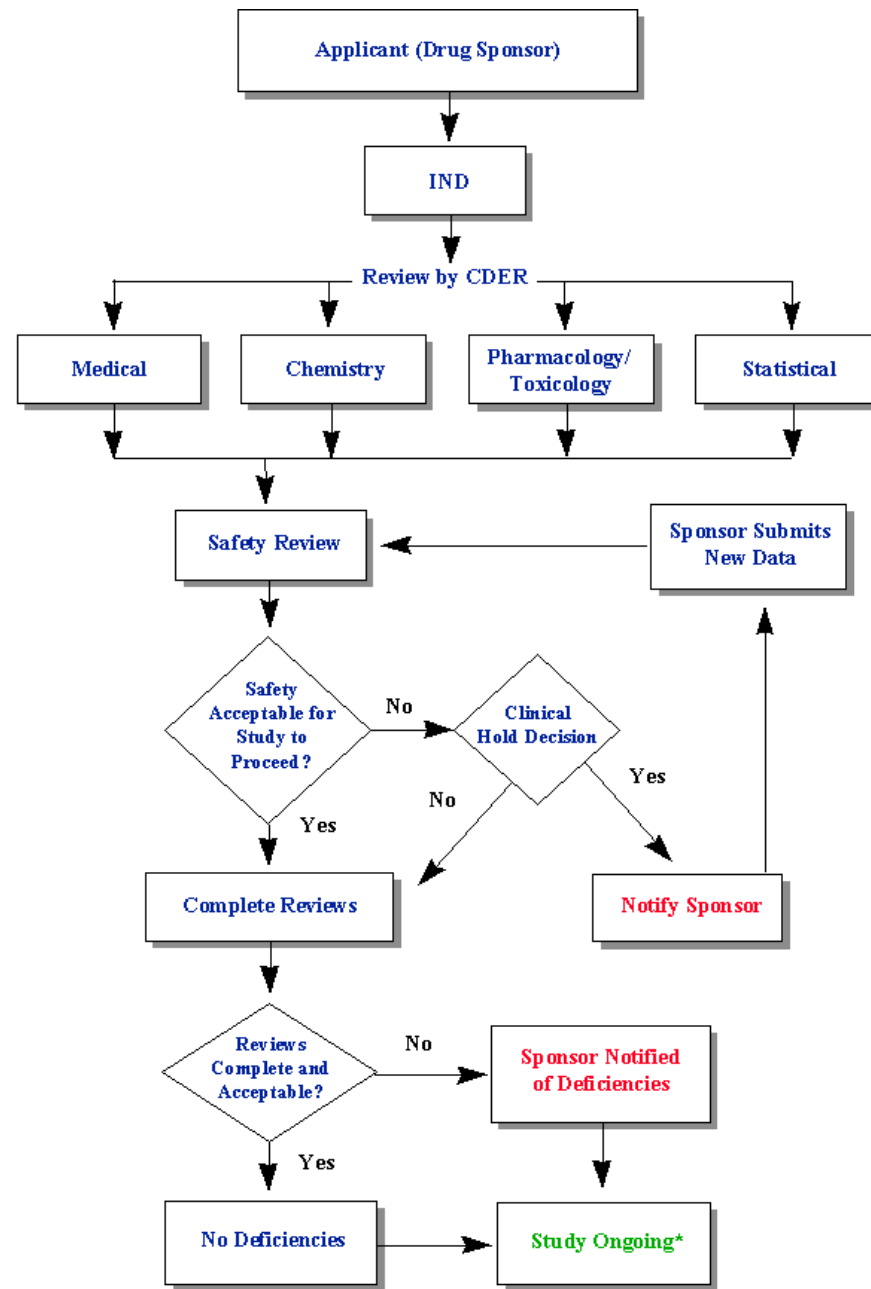 Applicant (Drug Sponsor)
IND
Review by CDER
Medical
Chemistry
Pharmacology/
Toxicology
Statistical
Safety Review
Sponsor Submits
New Data
Safety
Acceptable for
Study to
Proceed?
No
Clinical
Hold Decision
No
Yes
Yes
Complete Reviews
Notify Sponsor
Reviews
Complete and
Acceptable?
No
Sponsor Notified
of Deficiencies
Yes
No Deficiencies
Study Ongoing*